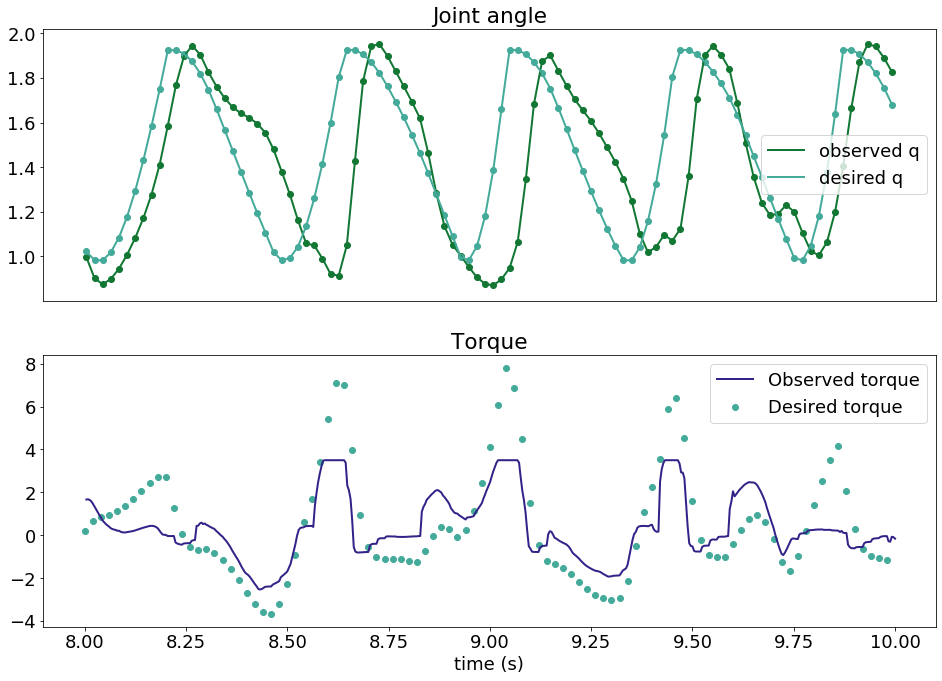 Joint angle
2.0
1.8
1.6
1.4
1.2
1.0
observed q
desired q
Torque
8
6
4
2
0
−2
−4
Observed torque
Desired torque
8.00 8.25 8.50 8.75 9.00 9.25 9.50 9.75 10.00
time (s)